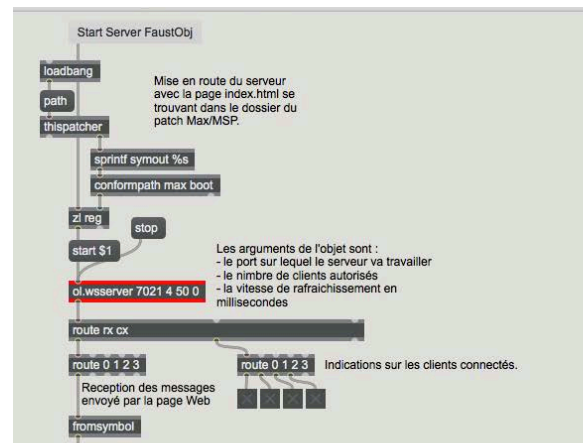 Start Server FaustObj
loadbang
path
thispatcher
Mise en route du serveur
avec la page index.html se
trouvant dans le dossier du
patch Max/MSP.
sprintf symout %s
conformpath max boot
zl reg
stop
start $1
Les arguments de l'objet sont :
- le port sur lequel le serveur va travailler
- le nimbre de clients autorisés
- la vitesse de rafraichissement en
millisecondes
ol.wsserver 7021 4 50 0
route rx cx
route 0 1 2 3
route 0 1 2 3
Indications sur les clients connectés.
Reception des messages
envoyé par la page Web
fromsymbol